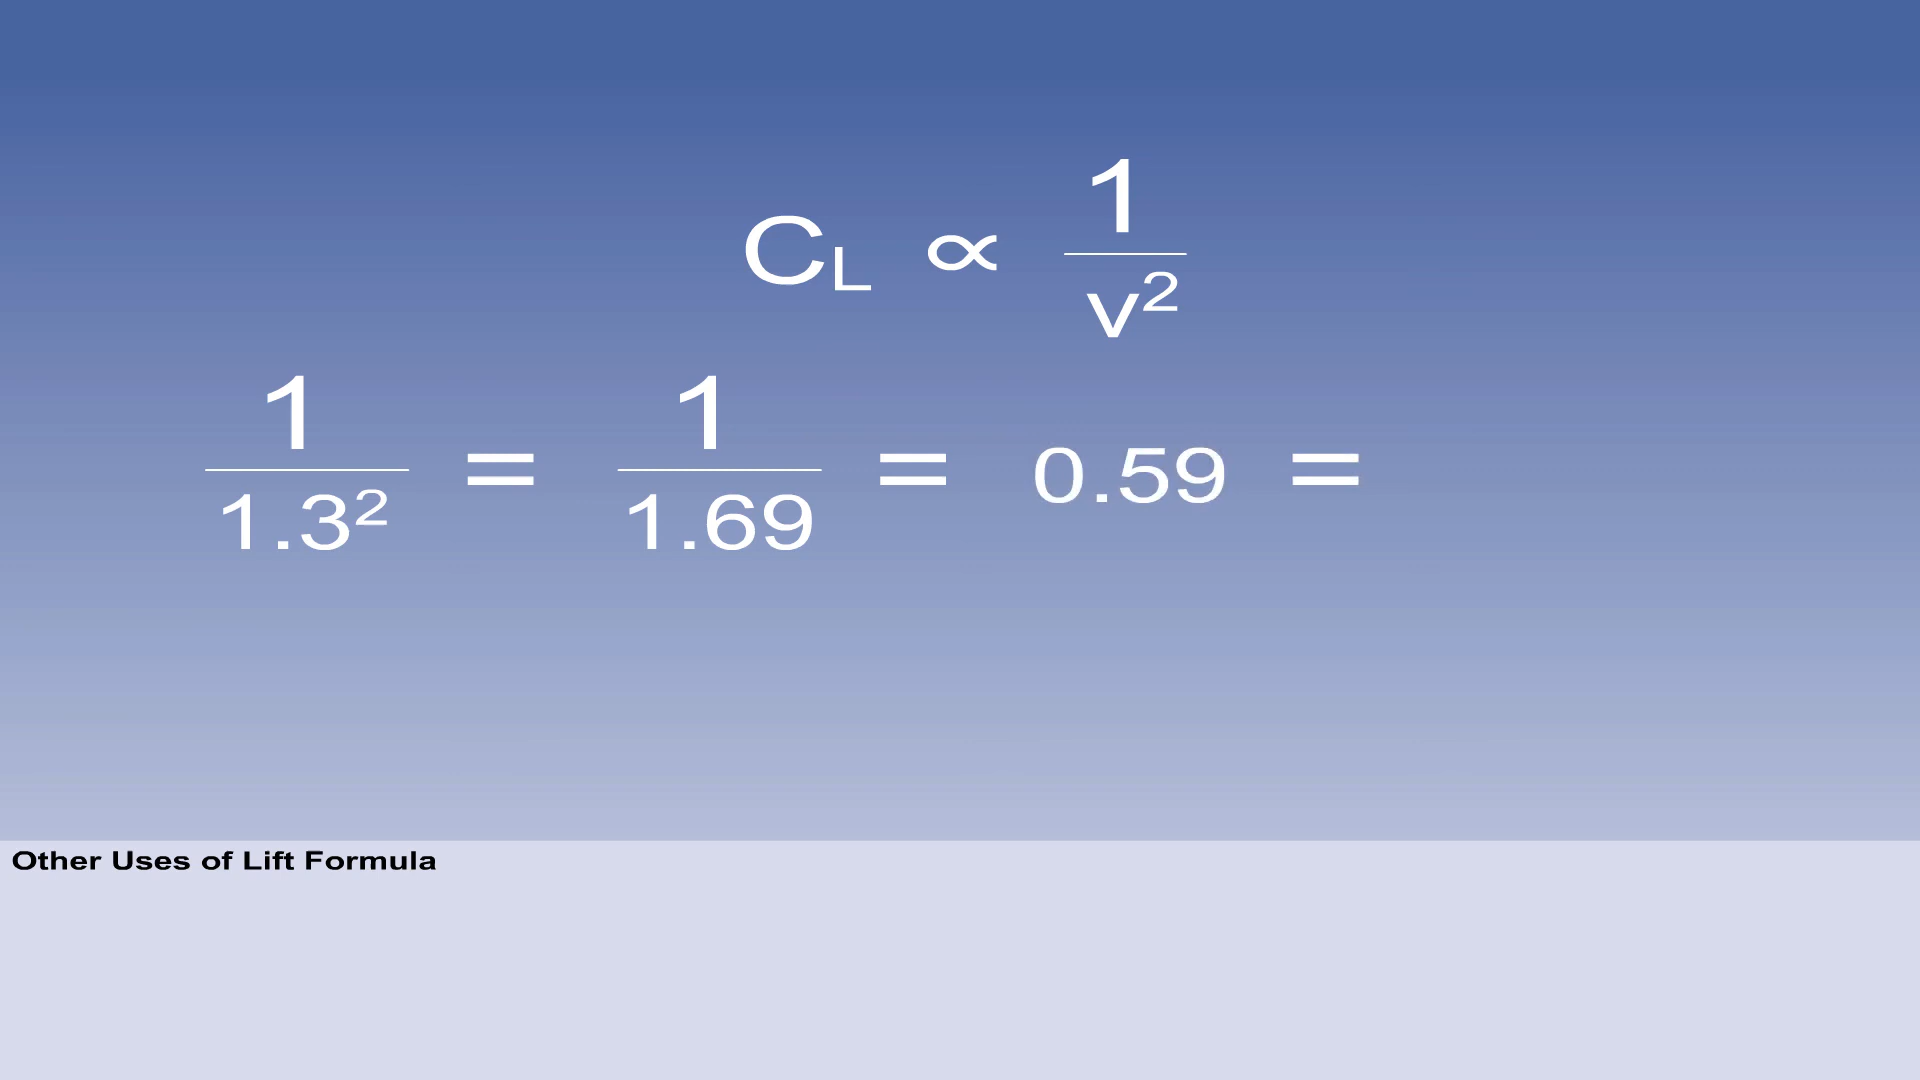 C_L ∝ 1/v²
1/1.3² = 1/1.69 = 0.59 =
Other Uses of Lift Formula